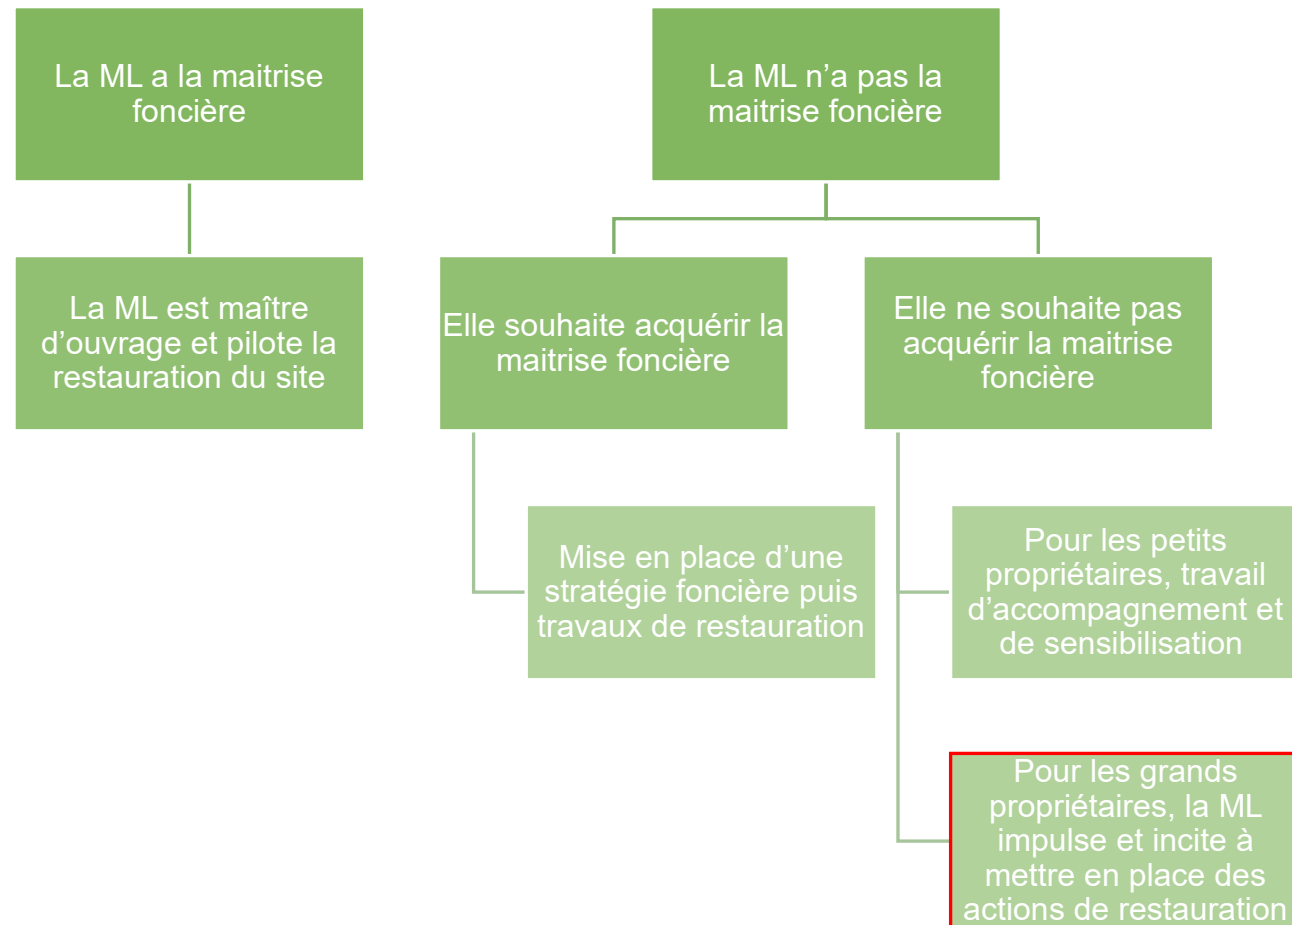 La ML a la maitrise
foncière
La ML n’a pas la
maitrise foncière
La ML est maître
d’ouvrage et pilote la
restauration du site
Elle souhaite acquérir la
maitrise foncière
Elle ne souhaite pas
acquérir la maitrise
foncière
Mise en place d’une
stratégie foncière puis
travaux de restauration
Pour les petits
propriétaires, travail
d’accompagnement et
de sensibilisation
Pour les grands
propriétaires, la ML
impulse et incite à
mettre en place des
actions de restauration